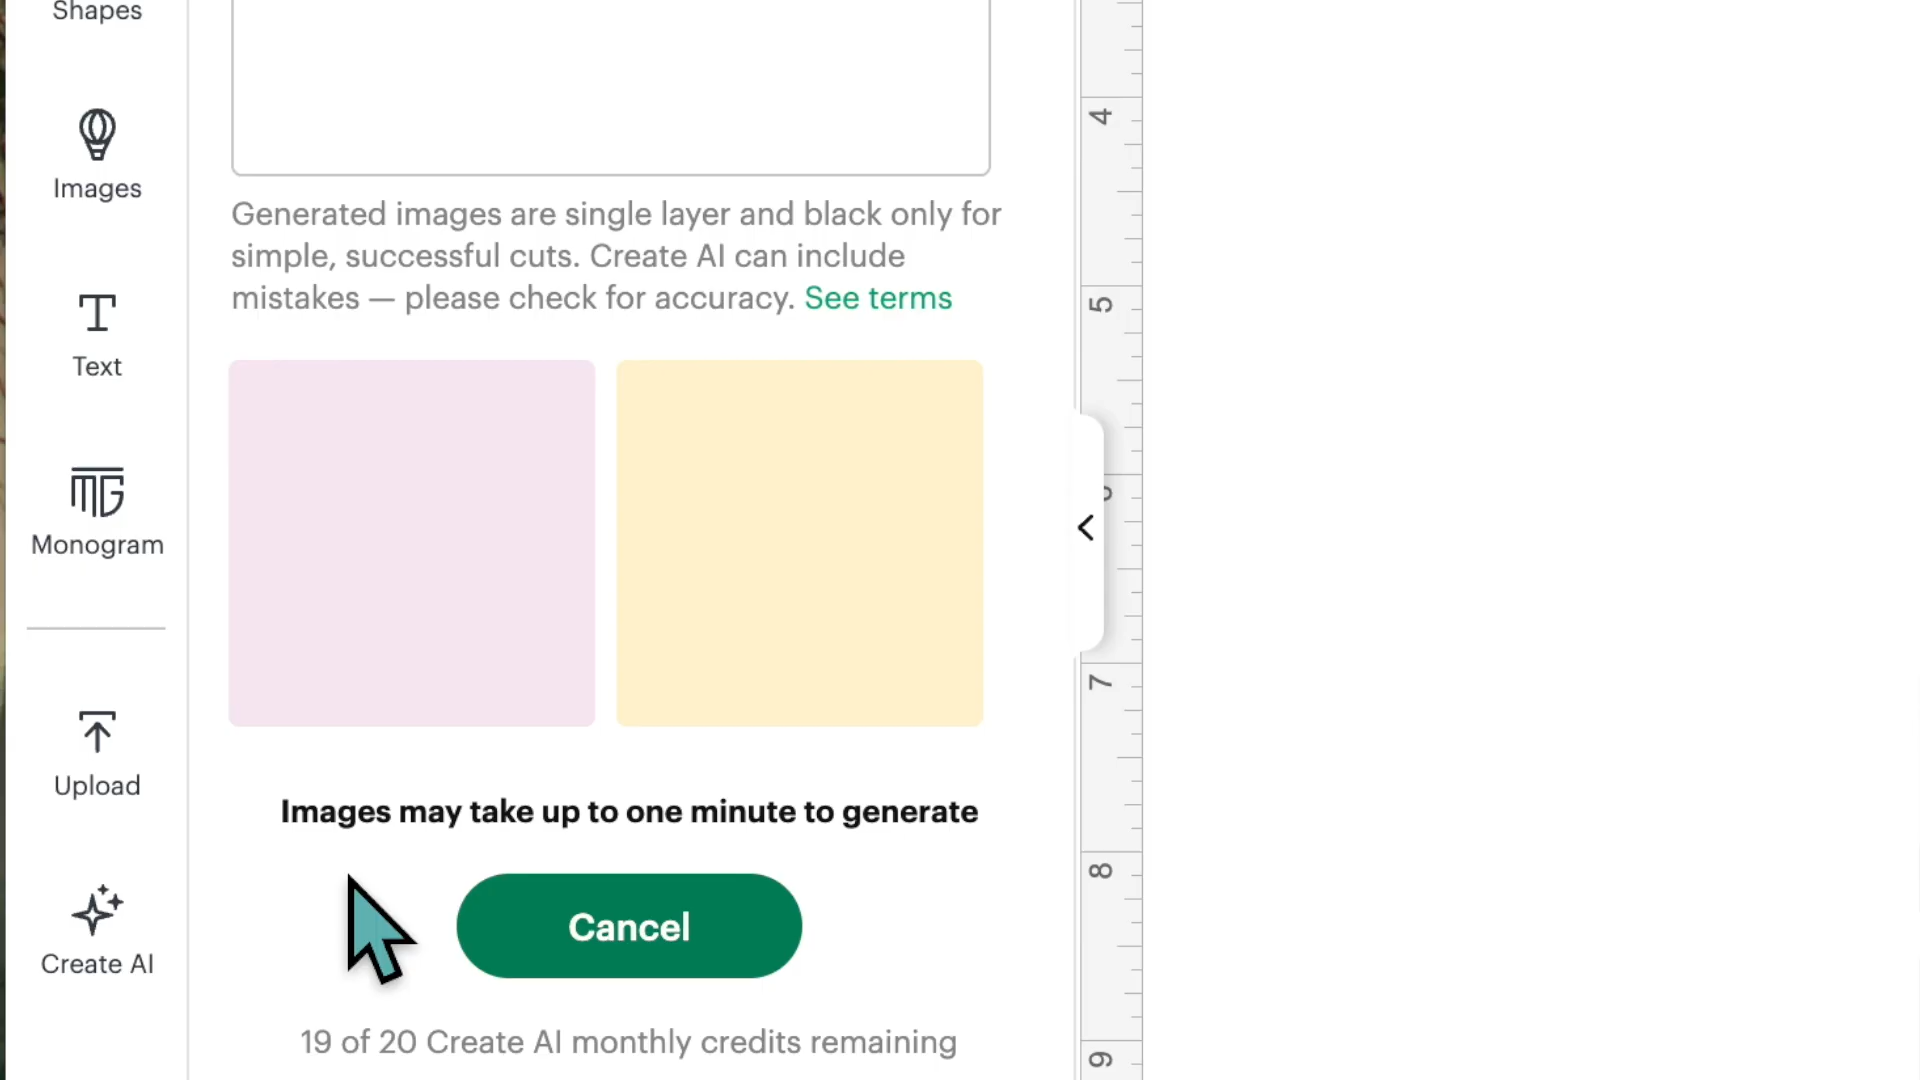 Shapes
Images
Text
Monogram
Upload
Create AI
Generated images are single layer and black only for
simple, successful cuts. Create AI can include
mistakes — please check for accuracy. See terms
Images may take up to one minute to generate
Cancel
19 of 20 Create AI monthly credits remaining
4
5
7
8
9